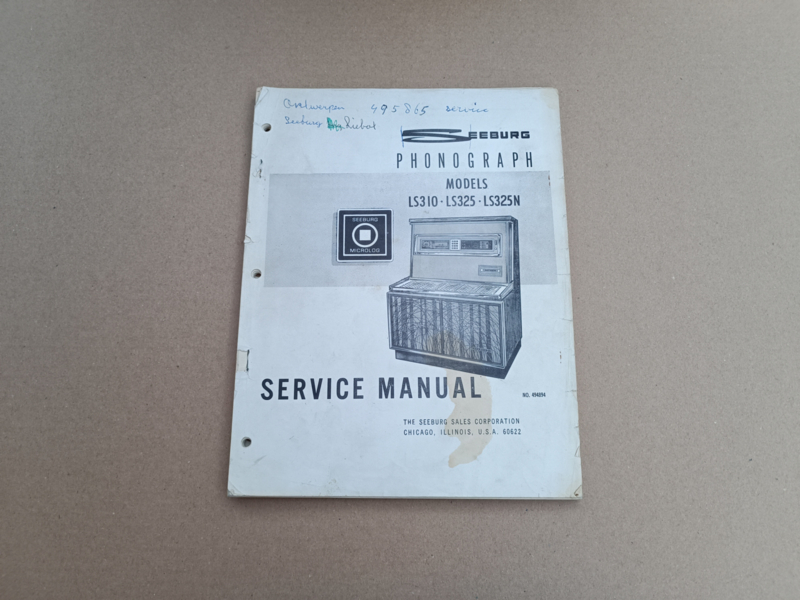 Antwerpen 495865 service
Seeburg
SEEBURG
PHONOGRAPH
MODELS
LS310 · LS325 · LS325N
SEEBURG
MICROLOG
SERVICE MANUAL
NO. 494094
THE SEEBURG SALES CORPORATION
CHICAGO, ILLINOIS, U.S.A. 60622